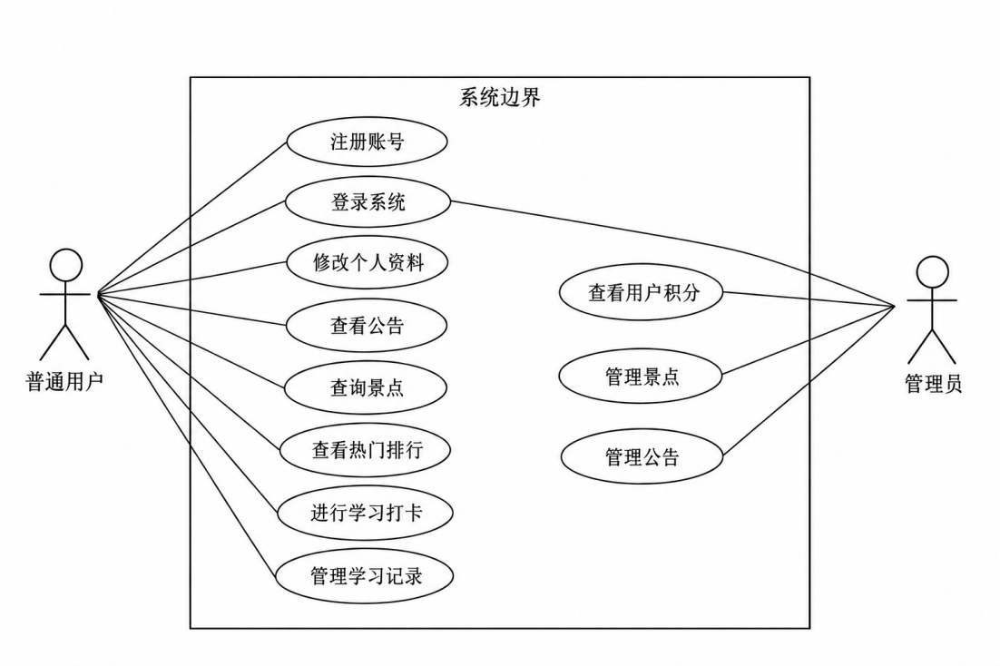 系统边界
注册账号
登录系统
修改个人资料
查看公告
查询景点
查看热门排行
进行学习打卡
管理学习记录
查看用户积分
管理景点
管理公告
普通用户
管理员